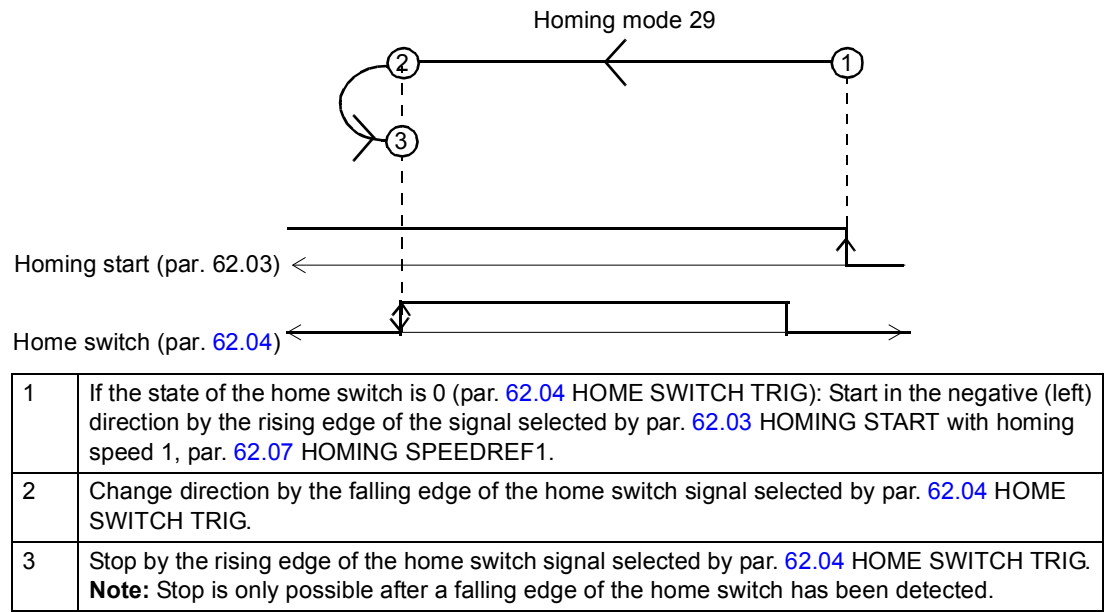 Homing mode 29
2
1
3
Homing start (par. 62.03)
Home switch (par. 62.04)
1 If the state of the home switch is 0 (par. 62.04 HOME SWITCH TRIG): Start in the negative (left)
direction by the rising edge of the signal selected by par. 62.03 HOMING START with homing
speed 1, par. 62.07 HOMING SPEEDREF1.
2 Change direction by the falling edge of the home switch signal selected by par. 62.04 HOME
SWITCH TRIG.
3 Stop by the rising edge of the home switch signal selected by par. 62.04 HOME SWITCH TRIG.
Note: Stop is only possible after a falling edge of the home switch has been detected.